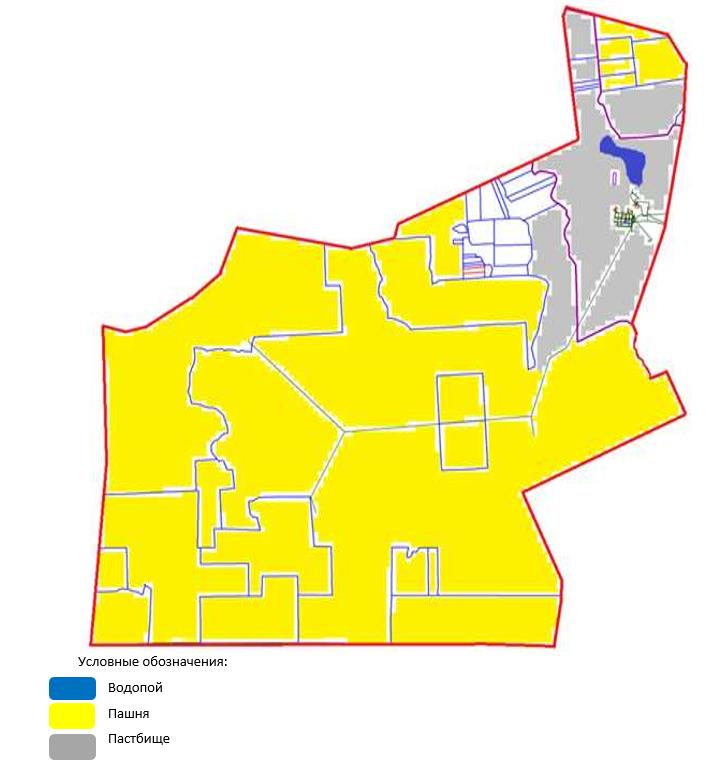 Условные обозначения:
Водопой
Пашня
Пастбище